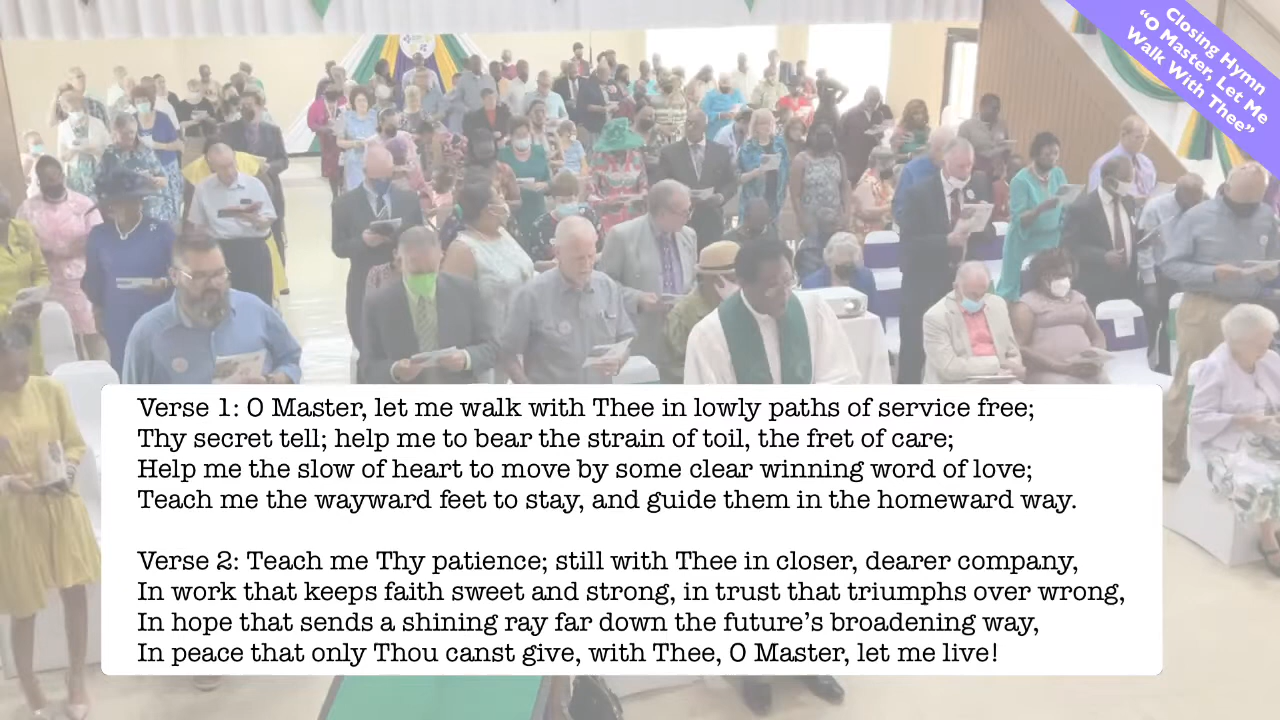 Closing Hymn
“O Master, Let Me
Walk With Thee”
Verse 1: O Master, let me walk with Thee in lowly paths of service free;
Thy secret tell; help me to bear the strain of toil, the fret of care;
Help me the slow of heart to move by some clear winning word of love;
Teach me the wayward feet to stay, and guide them in the homeward way.
Verse 2: Teach me Thy patience; still with Thee in closer, dearer company,
In work that keeps faith sweet and strong, in trust that triumphs over wrong,
In hope that sends a shining ray far down the future’s broadening way,
In peace that only Thou canst give, with Thee, O Master, let me live!